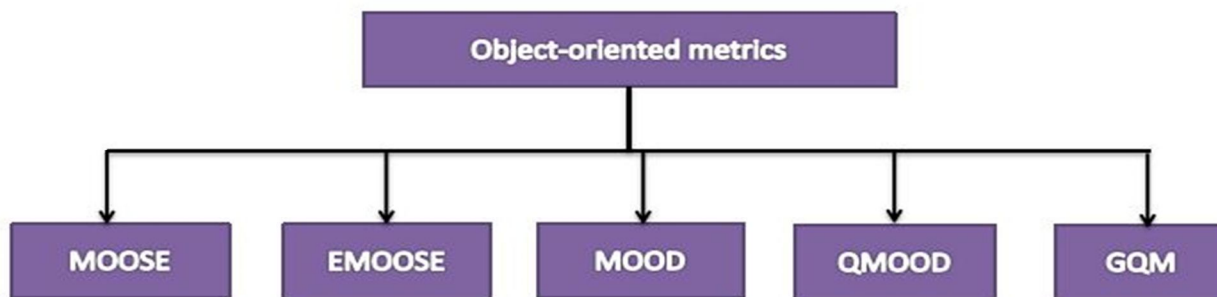 Object-oriented metrics
MOOSE
EMOOSE
MOOD
QMOOD
GQM